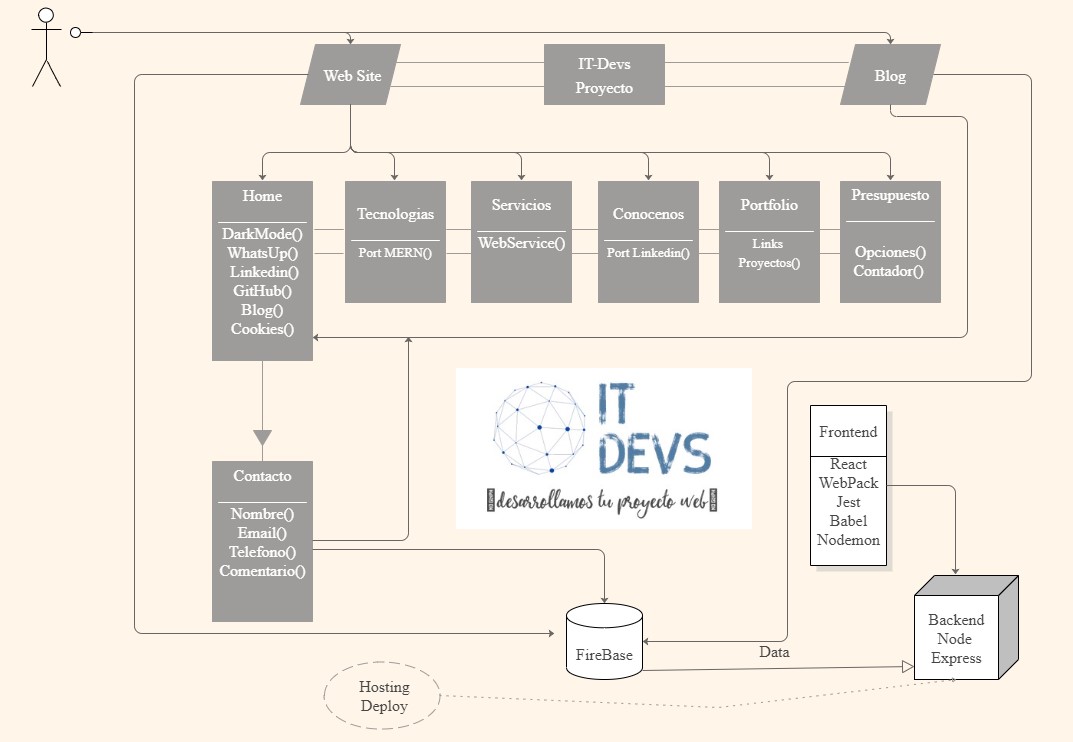 Web Site
IT-Devs
Proyecto
Blog
Home
DarkMode()
WhatsUp()
Linkedin()
GitHub()
Blog()
Cookies()
Tecnologias
Port MERN()
Servicios
WebService()
Conocenos
Port Linkedin()
Portfolio
Links
Proyectos()
Presupuesto
Opciones()
Contador()
IT
DEVS
desarrollamos tu proyecto web
Contacto
Nombre()
Email()
Telefono()
Comentario()
Frontend
React
WebPack
Jest
Babel
Nodemon
FireBase
Data
Backend
Node
Express
Hosting
Deploy